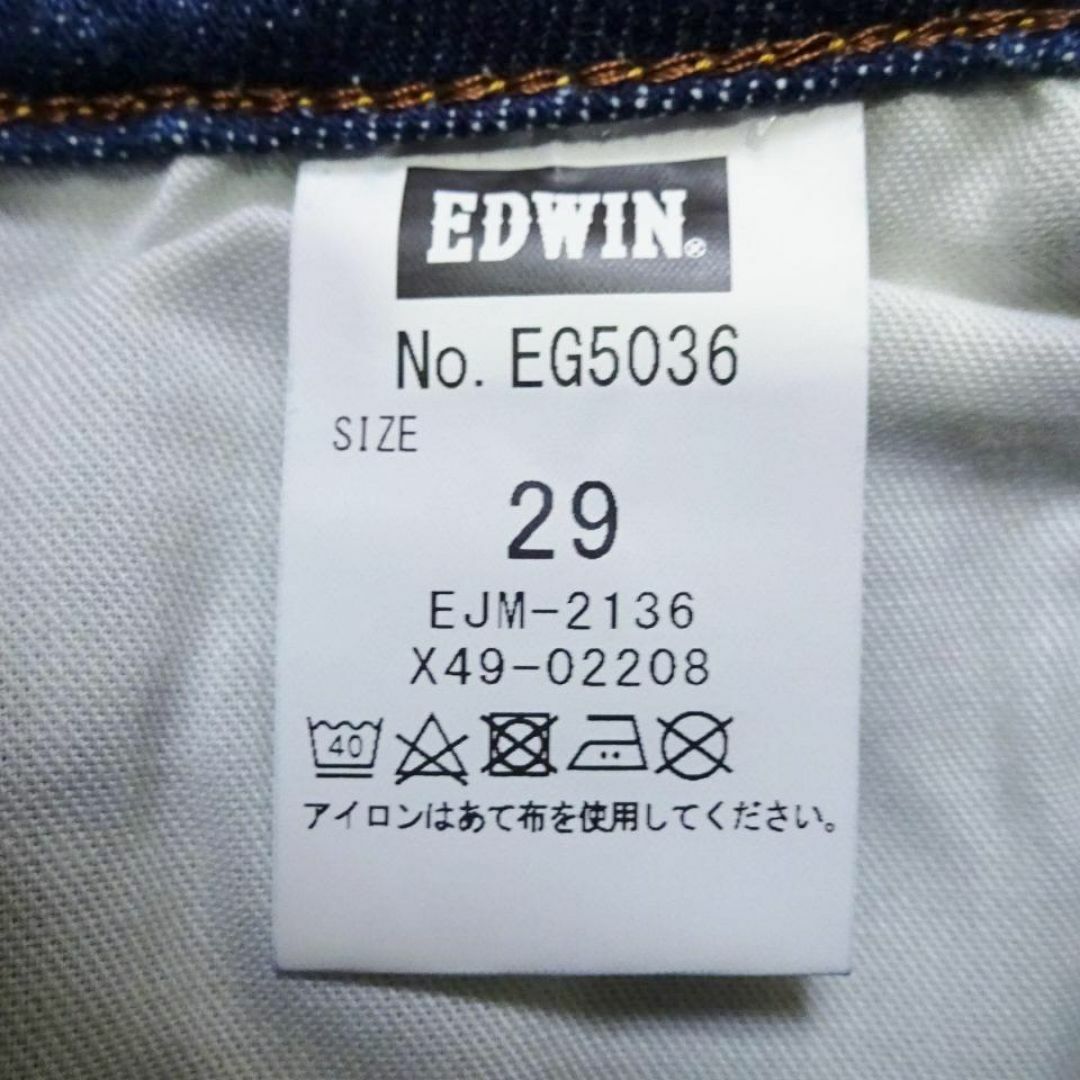 EDWIN®
No. EG5036
SIZE
29
EJM-2136
X49-02208
40
アイロンはあて布を使用してください。